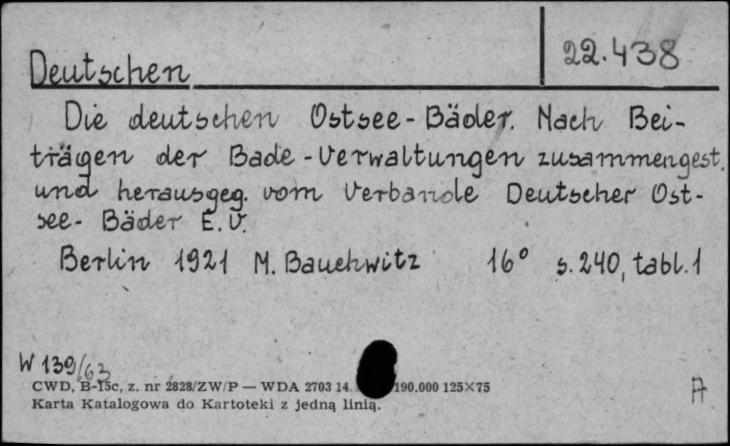 22.438
Deutschen
Die deutschen Ostsee-Bäder. Nach Bei-
trägen der Bade-Verwaltungen zusammengest.
und herausgeg. vom Verbande Deutscher Ost-
see-Bäder E.V.
Berlin 1921 M. Bauchwitz 16° s. 240, tabl. 1
W 139/63
CWD, B-15c, z. nr 2828/ZW/P — WDA 2703 14. 190.000 125×75
Karta Katalogowa do Kartoteki z jedną linią.